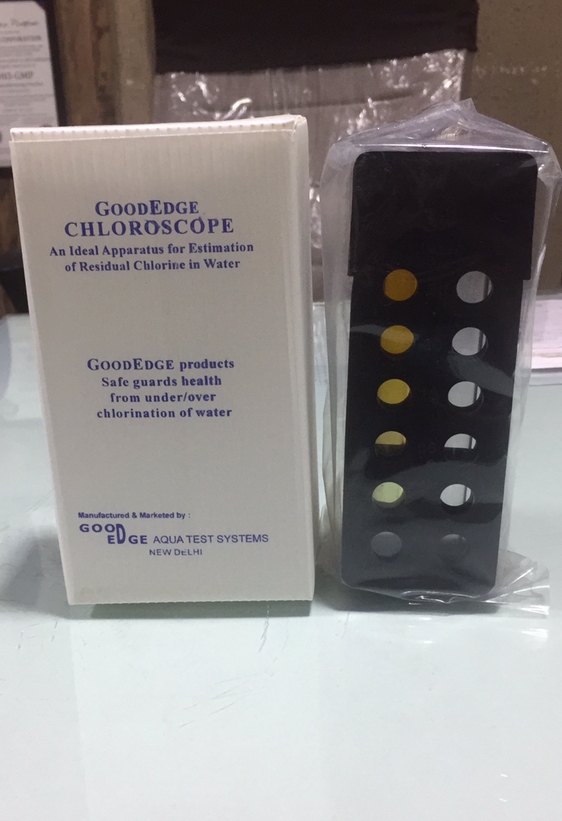 GOODEDGE
CHLOROSCOPE
An Ideal Apparatus for Estimation
of Residual Chlorine in Water
GOODEDGE products
Safe guards health
from under/over
chlorination of water
Manufactured & Marketed by :
GOOD
EDGE AQUA TEST SYSTEMS
NEW DELHI